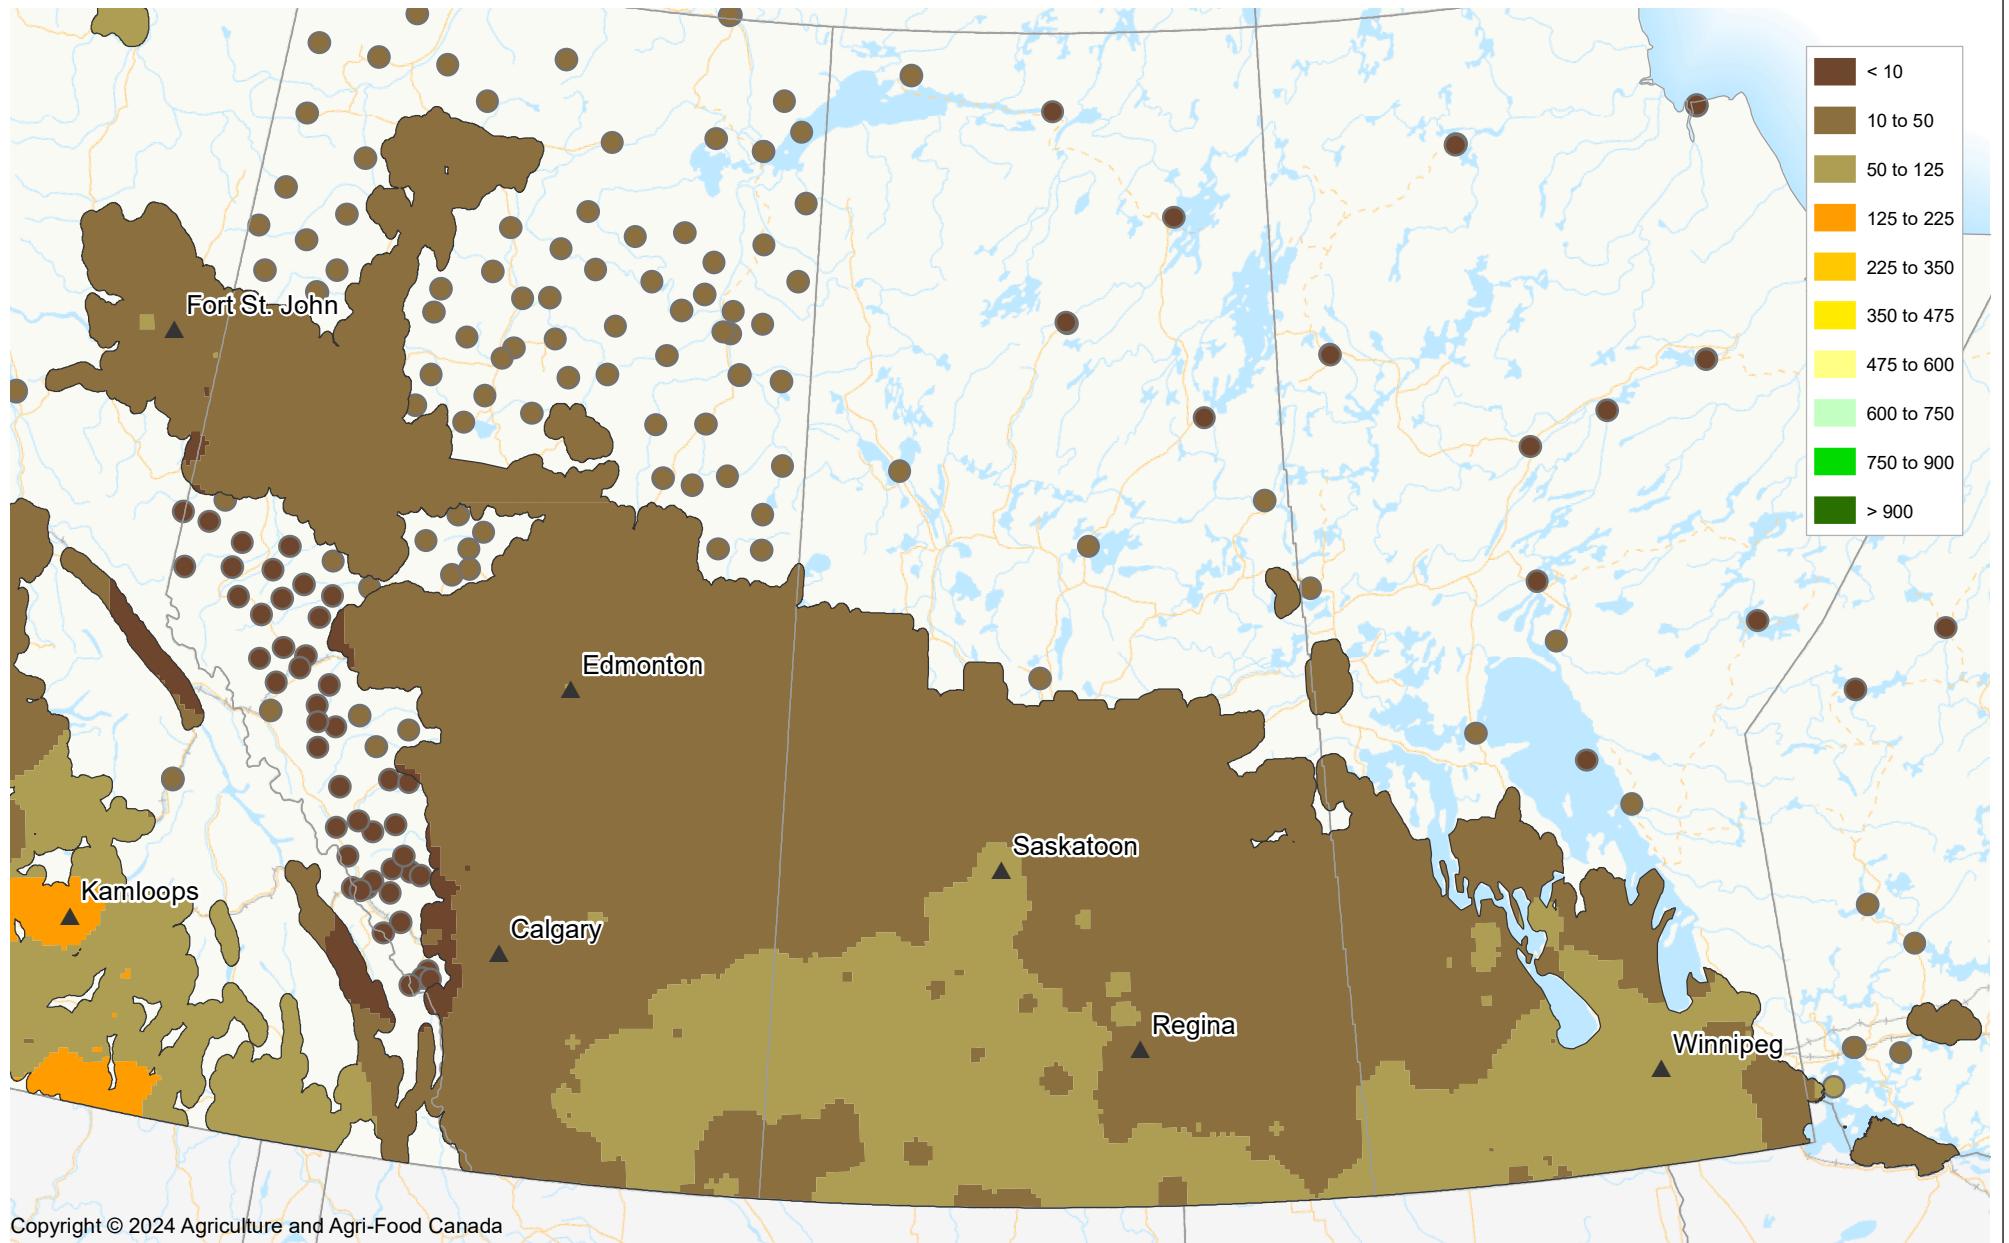 < 10
10 to 50
50 to 125
125 to 225
225 to 350
350 to 475
475 to 600
600 to 750
750 to 900
> 900
Fort St. John
Edmonton
Saskatoon
Kamloops
Calgary
Regina
Winnipeg
Copyright © 2024 Agriculture and Agri-Food Canada